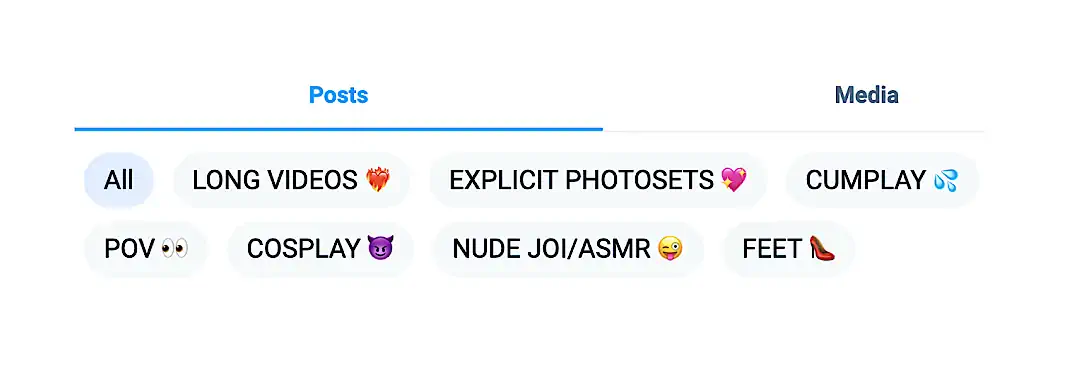 Posts Media
All LONG VIDEOS ❤️‍🔥 EXPLICIT PHOTOSETS 💖 CUMPLAY 💦
POV 👀 COSPLAY 😈 NUDE JOI/ASMR 😜 FEET 👠